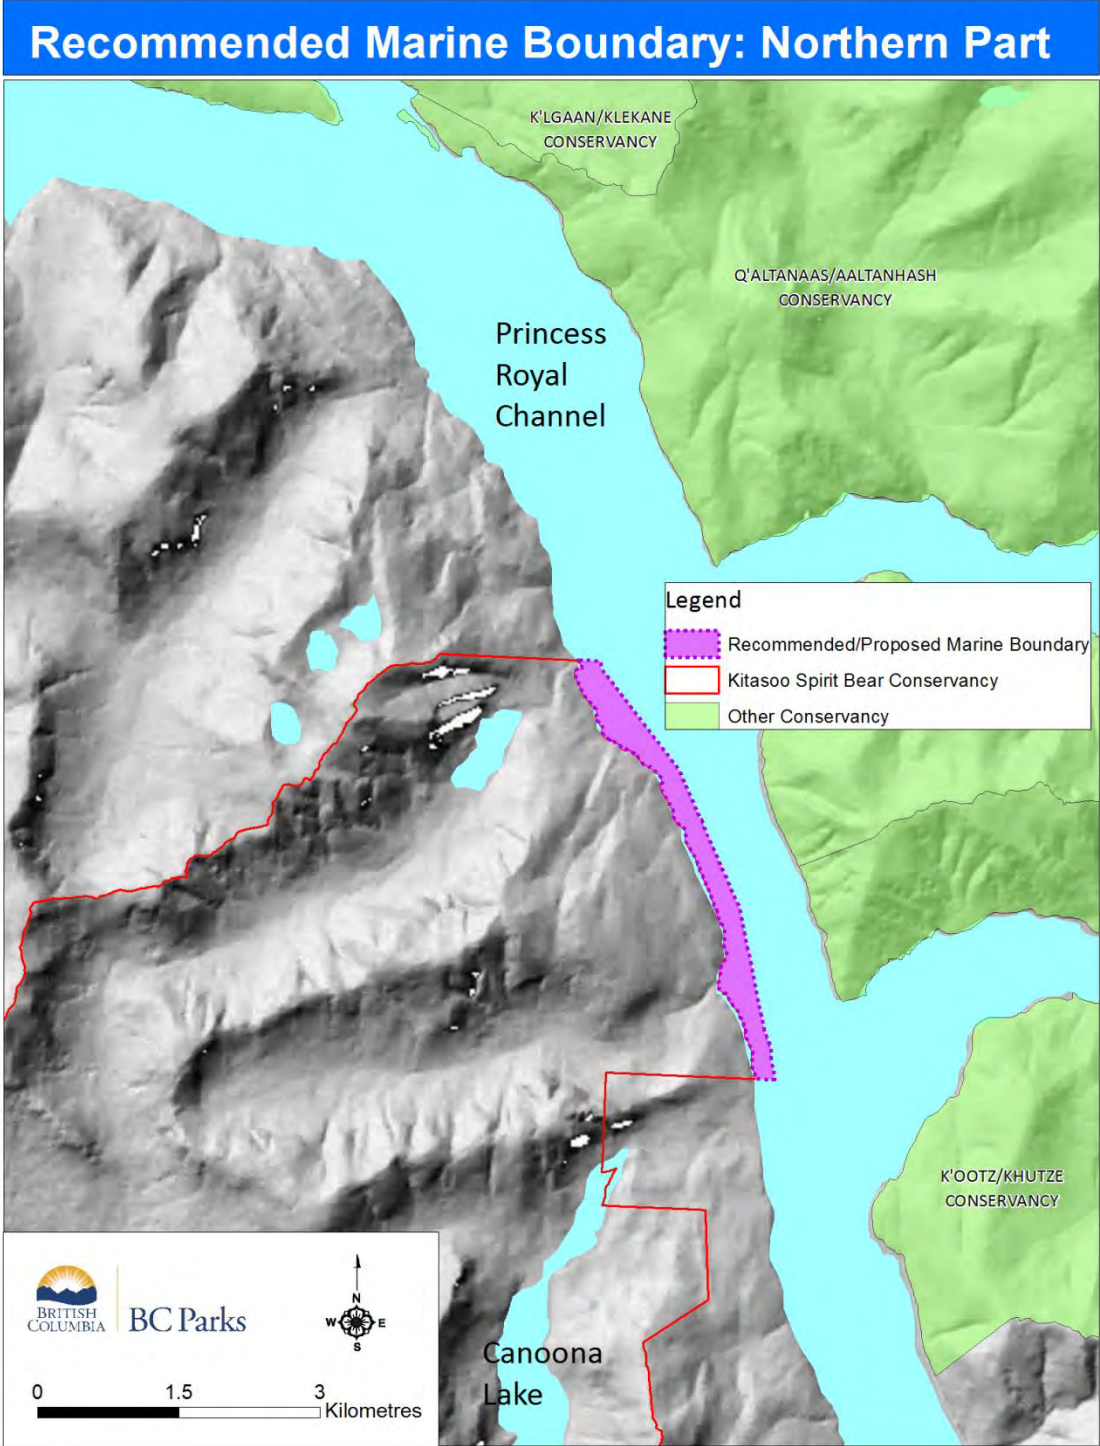 Recommended Marine Boundary: Northern Part
K'LGAAN/KLEKANE
CONSERVANCY
Q'ALTANAAS/AALTANHASH
CONSERVANCY
Princess
Royal
Channel
Legend
Recommended/Proposed Marine Boundary
Kitasoo Spirit Bear Conservancy
Other Conservancy
K'OOTZ/KHUTZE
CONSERVANCY
BRITISH
COLUMBIA
BC Parks
N
W E
S
Canoona
Lake
0 1.5 3
Kilometres